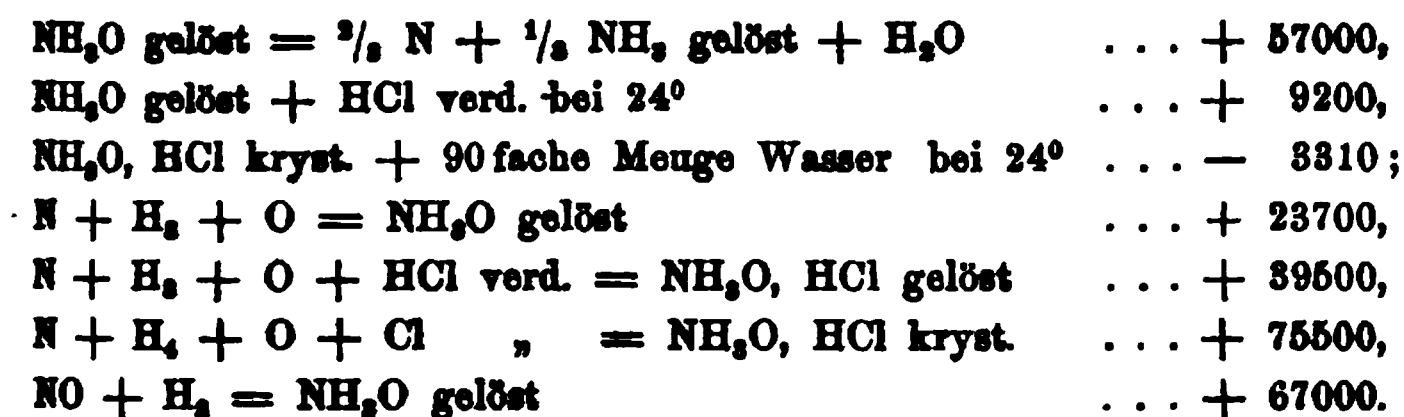 NH₃O gelöst = ²/₃ N + ¹/₃ NH₃ gelöst + H₂O ... + 57000,
NH₃O gelöst + HCl verd. bei 24⁰ ... + 9200,
NH₃O, HCl kryst. + 90 fache Menge Wasser bei 24⁰ ... − 3310;
N + H₃ + O = NH₃O gelöst ... + 23700,
N + H₃ + O + HCl verd. = NH₃O, HCl gelöst ... + 39500,
N + H₄ + O + Cl „ = NH₃O, HCl kryst. ... + 75500,
NO + H₃ = NH₃O gelöst ... + 67000.